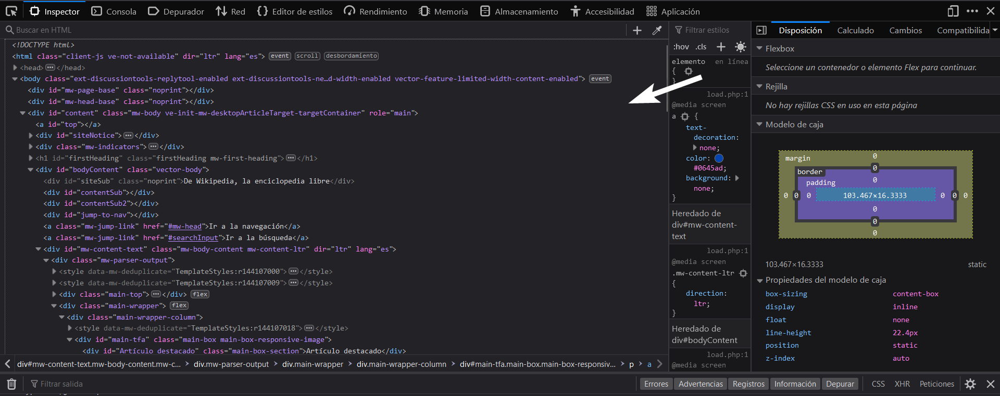 Inspector Consola Depurador Red Editor de estilos Rendimiento Memoria Almacenamiento Accesibilidad Aplicación
Buscar en HTML
<!DOCTYPE html>
<html class="client-js ve-not-available" dir="ltr" lang="es"> event scroll desbordamiento
<head> ••• </head>
<body class="ext-discussiontools-replytool-enabled ext-discussiontools-ne…d-width-enabled vector-feature-limited-width-content-enabled"> event
<div id="mw-page-base" class="noprint"></div>
<div id="mw-head-base" class="noprint"></div>
<div id="content" class="mw-body ve-init-mw-desktopArticleTarget-targetContainer" role="main">
<a id="top"></a>
<div id="siteNotice"> ••• </div>
<div class="mw-indicators"> ••• </div>
<h1 id="firstHeading" class="firstHeading mw-first-heading"> ••• </h1>
<div id="bodyContent" class="vector-body">
<div id="siteSub" class="noprint">De Wikipedia, la enciclopedia libre</div>
<div id="contentSub"></div>
<div id="contentSub2"></div>
<div id="jump-to-nav"></div>
<a class="mw-jump-link" href="#mw-head">Ir a la navegación</a>
<a class="mw-jump-link" href="#searchInput">Ir a la búsqueda</a>
<div id="mw-content-text" class="mw-body-content mw-content-ltr" dir="ltr" lang="es">
<div class="mw-parser-output">
<style data-mw-deduplicate="TemplateStyles:r144107000"> ••• </style>
<style data-mw-deduplicate="TemplateStyles:r144107009"> ••• </style>
<div class="main-top"> ••• </div> flex
<div class="main-wrapper"> flex
<div class="main-wrapper-column">
<style data-mw-deduplicate="TemplateStyles:r144107018"> ••• </style>
<div id="main-tfa" class="main-box main-box-responsive-image">
<div id="Artículo destacado" class="main-box-section">Artículo destacado</div>
div#mw-content-text.mw-body-content.mw-c... > div.mw-parser-output > div.main-wrapper > div.main-wrapper-column > div#main-tfa.main-box.main-box-responsiv... > p > a
Filtrar estilos
:hov .cls
elemento en línea
{
}
load.php:1
@media screen
a {
text-
decoration:
none;
color:
#0645ad;
background:
none;
}
Heredado de
div#mw-content-
text
load.php:1
@media screen
.mw-content-ltr
{
direction:
ltr;
}
Heredado de
div#bodyContent
load.php:1
@media screen
Disposición Calculado Cambios Compatibilida
Flexbox
Seleccione un contenedor o elemento Flex para continuar.
Rejilla
No hay rejillas CSS en uso en esta página
Modelo de caja
margin 0
border 0
padding 0
0 0 0 103.467×16.3333 0 0 0
0
0
0
103.467×16.3333 static
Propiedades del modelo de caja
box-sizing content-box
display inline
float none
line-height 22.4px
position static
z-index auto
Filtrar salida Errores Advertencias Registros Información Depurar CSS XHR Peticiones